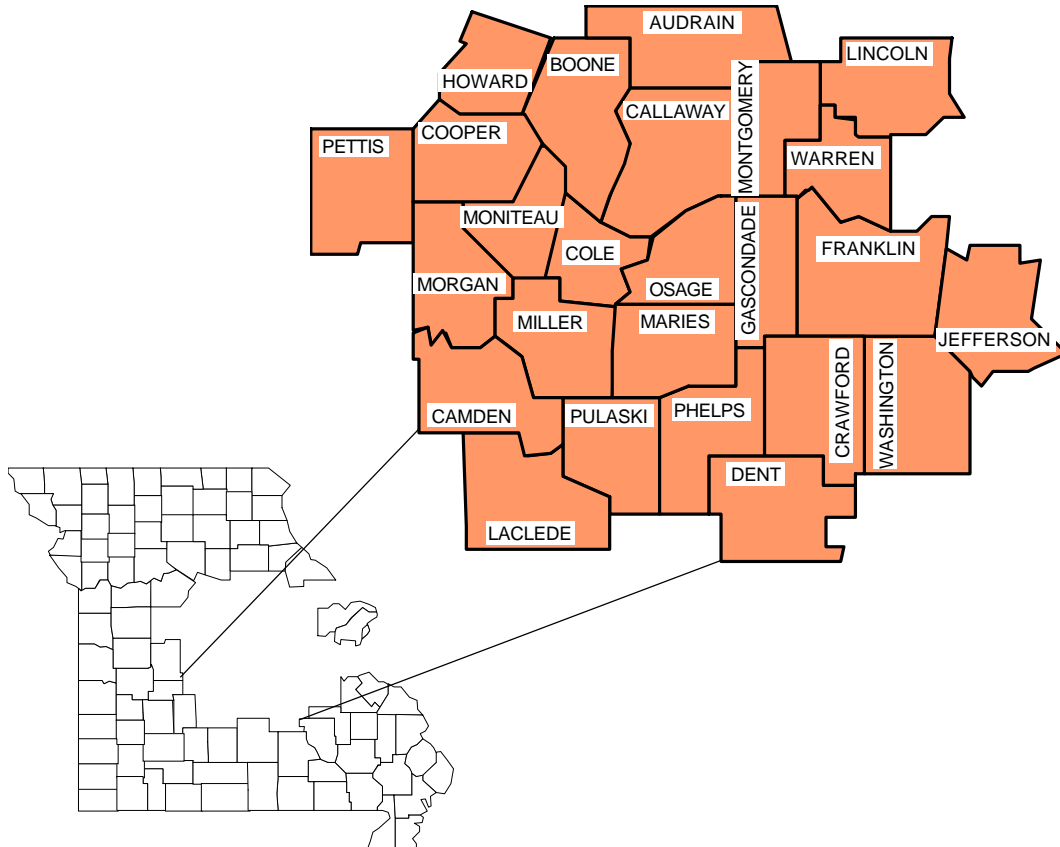 AUDRAIN
LINCOLN
BOONE
HOWARD
CALLAWAY
MONTGOMERY
COOPER
PETTIS
WARREN
MONITEAU
GASCONDADE
FRANKLIN
COLE
MORGAN
OSAGE
MILLER
MARIES
JEFFERSON
CRAWFORD
WASHINGTON
CAMDEN
PULASKI
PHELPS
DENT
LACLEDE